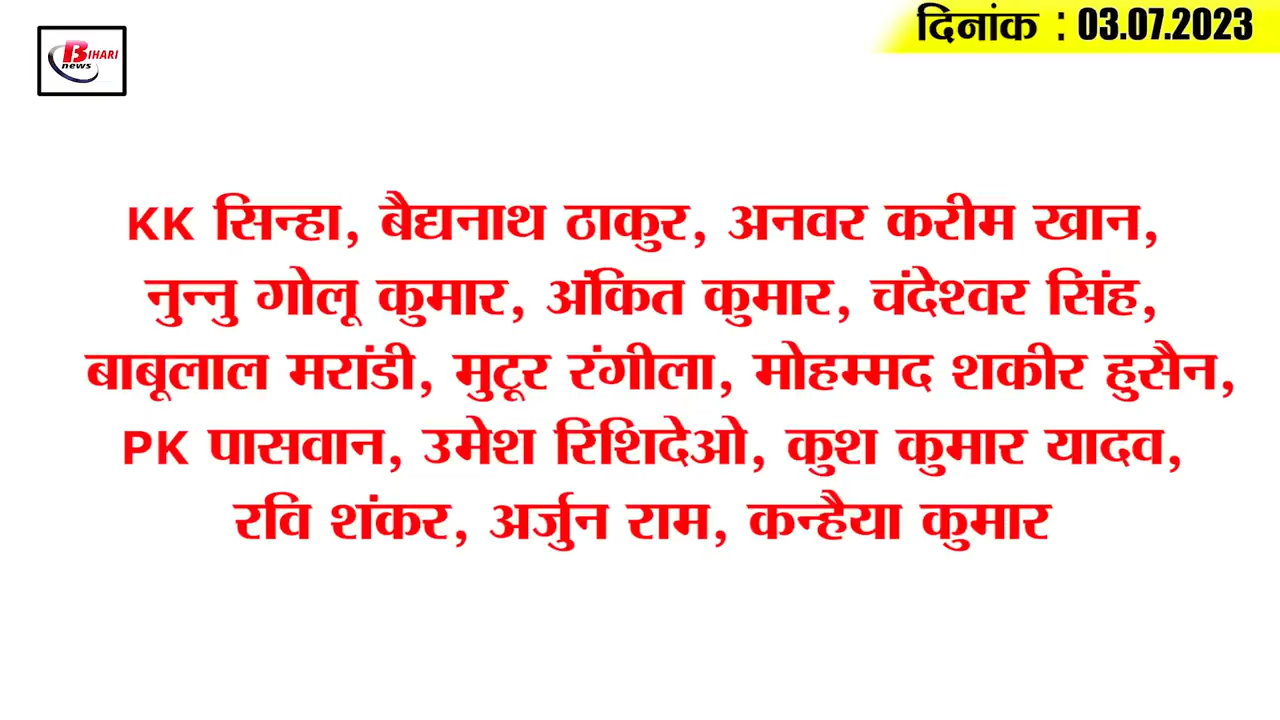 BIHARI
news
दिनांक : 03.07.2023
KK सिन्हा, बैद्यनाथ ठाकुर, अनवर करीम खान,
नुन्नु गोलू कुमार, अंकित कुमार, चंदेश्वर सिंह,
बाबूलाल मरांडी, मुटूर रंगीला, मोहम्मद शकीर हुसैन,
PK पासवान, उमेश रिशिदेओ, कुश कुमार यादव,
रवि शंकर, अर्जुन राम, कन्हैया कुमार